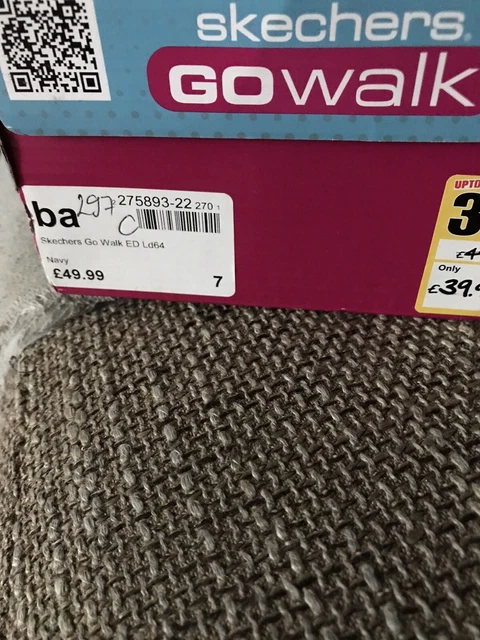 skechers
GOwalk
ba
297
C
275893-22 270 1
Skechers Go Walk ED Ld64
Navy
£49.99
7
UPTO
3
Only